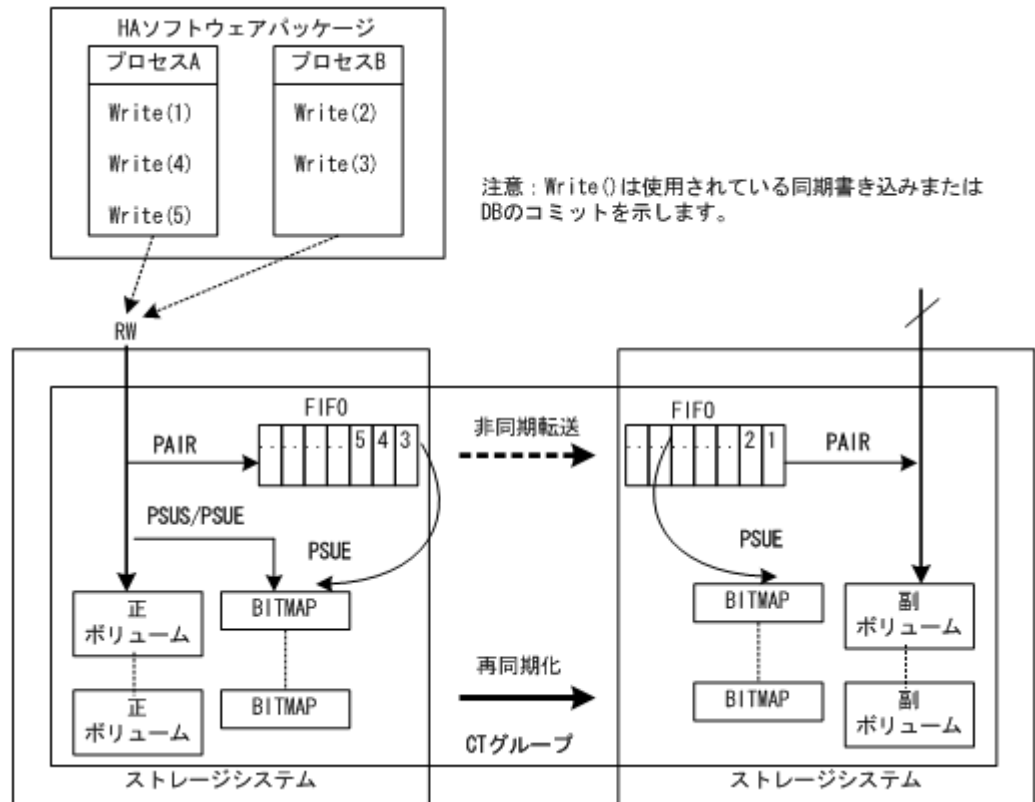 HAソフトウェアパッケージ
プロセスA
プロセスB
Write(1)
Write(2)
Write(4)
Write(3)
Write(5)
注意：Write()は使用されている同期書き込みまたは
DBのコミットを示します。
RW
FIFO
5 4 3
非同期転送
FIFO
2 1
PAIR
PAIR
PSUS/PSUE
PSUE
PSUE
正
ボリューム
BITMAP
BITMAP
副
ボリューム
再同期化
正
ボリューム
BITMAP
BITMAP
副
ボリューム
CTグループ
ストレージシステム
ストレージシステム